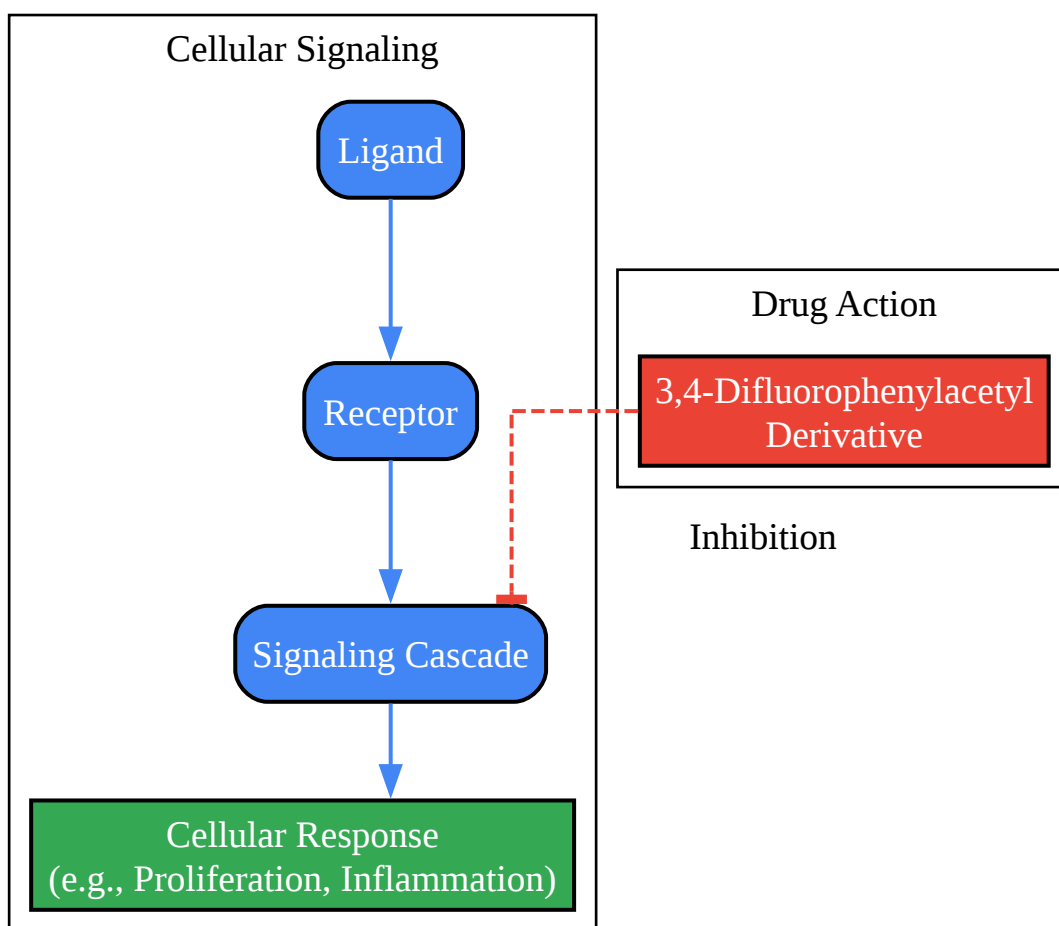 Cellular Signaling
Ligand
Receptor
Signaling Cascade
Cellular Response
(e.g., Proliferation, Inflammation)
Drug Action
3,4-Difluorophenylacetyl
Derivative
Inhibition